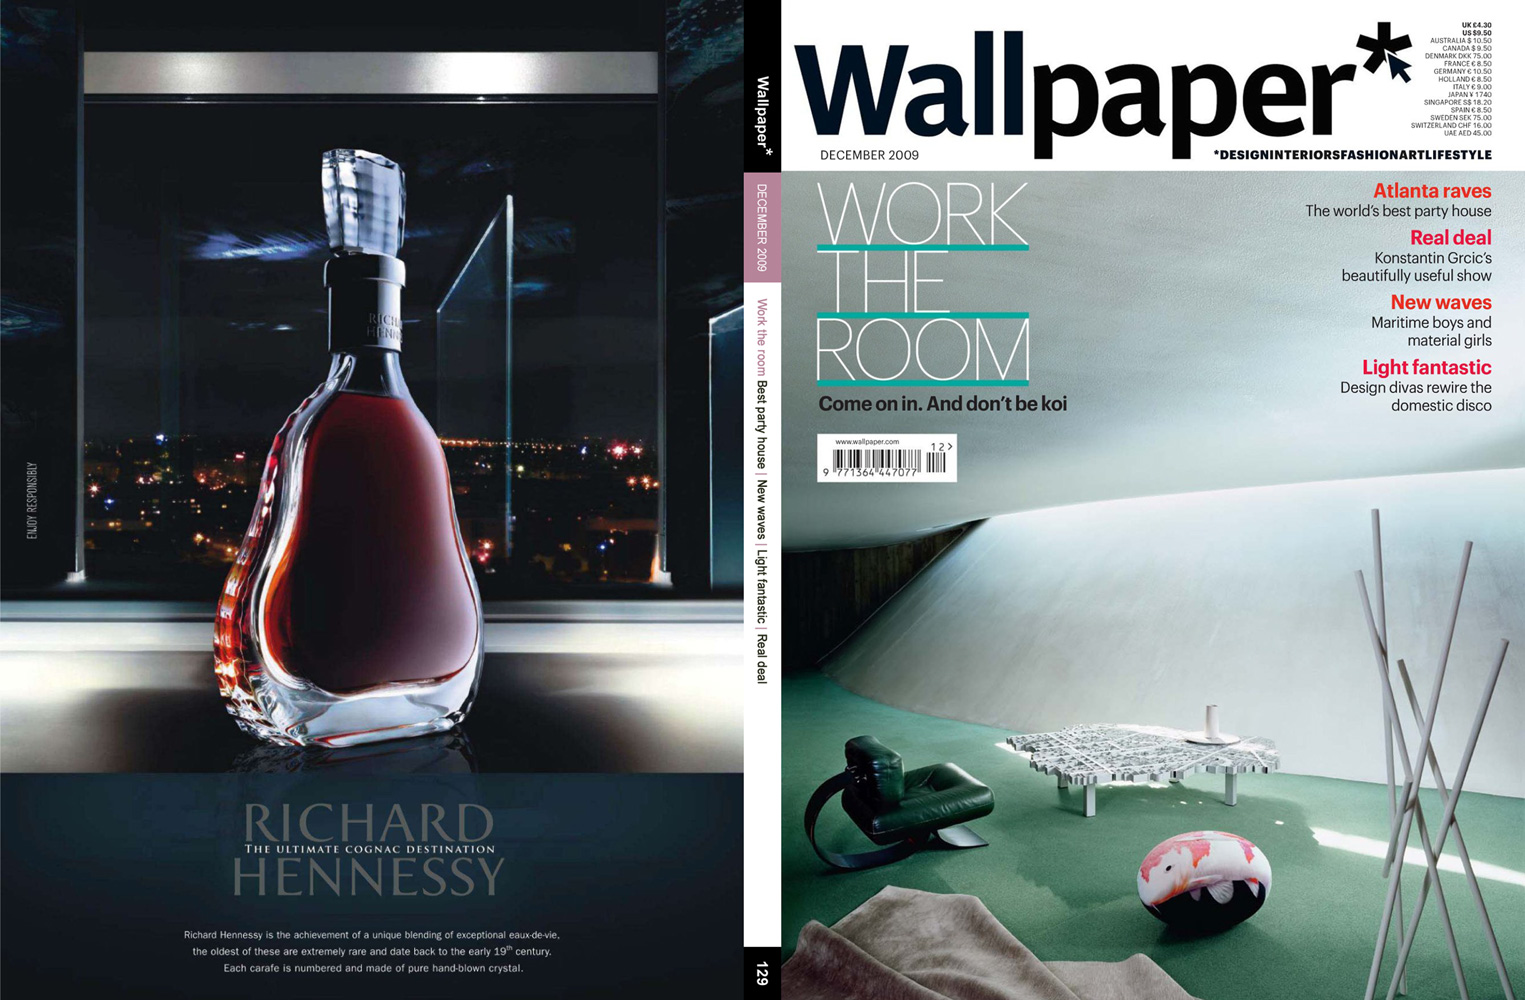 ENJOY RESPONSIBLY
RICHARD
HENNESSY
RICHARD
THE ULTIMATE COGNAC DESTINATION
HENNESSY
Richard Hennessy is the achievement of a unique blending of exceptional eaux-de-vie,
the oldest of these are extremely rare and date back to the early 19th century.
Each carafe is numbered and made of pure hand-blown crystal.
Wallpaper*
DECEMBER 2009
Work the room Best party house | New waves | Light fantastic | Real deal
129
Wallpaper*
UK £4.30
US $9.50
AUSTRALIA $ 10.50
CANADA $ 9.50
DENMARK DKK 75.00
FRANCE € 8.50
GERMANY € 10.50
HOLLAND € 8.50
ITALY € 9.00
JAPAN ¥ 1740
SINGAPORE S$ 18.20
SPAIN € 8.50
SWEDEN SEK 75.00
SWITZERLAND CHF 16.00
UAE AED 45.00
DECEMBER 2009
*DESIGNINTERIORSFASHIONARTLIFESTYLE
WORK
THE
ROOM
Come on in. And don't be koi
www.wallpaper.com
12>
9 771364 447077
Atlanta raves
The world's best party house
Real deal
Konstantin Grcic's
beautifully useful show
New waves
Maritime boys and
material girls
Light fantastic
Design divas rewire the
domestic disco